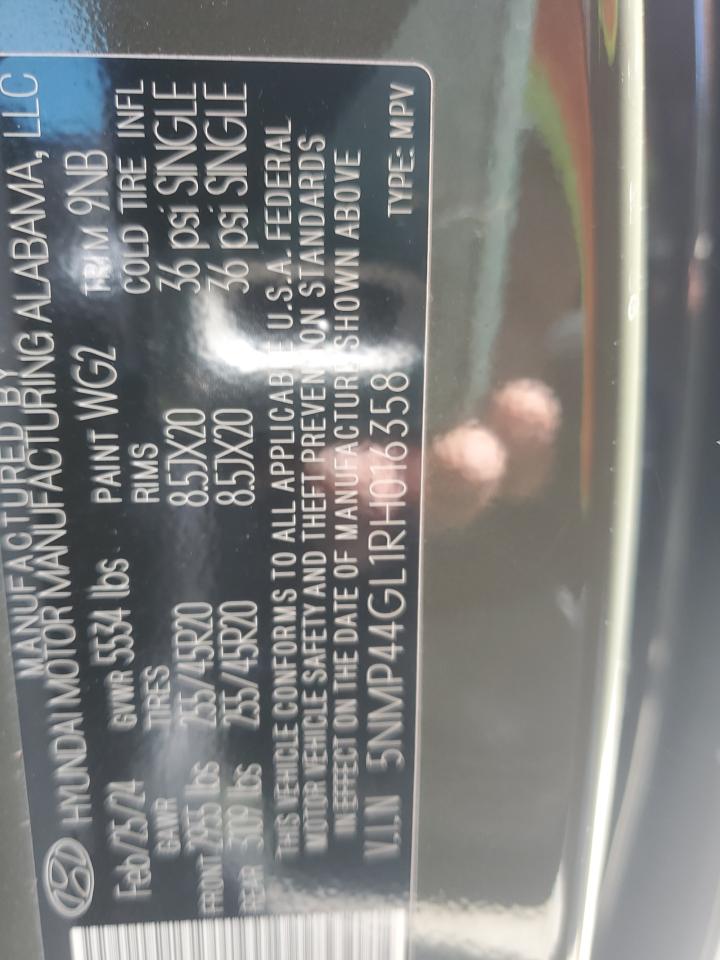 MANUFACTURED BY
HYUNDAI MOTOR MANUFACTURING ALABAMA, LLC
Feb/25/24 GVWR 5534 lbs PAINT WG2 TRIM 9NB
GAWR TIRES RIMS COLD TIRE INFL
FRONT 2955 lbs 255/45R20 8.5JX20 36 psi SINGLE
REAR lbs 255/45R20 8.5JX20 36 psi SINGLE
THIS VEHICLE CONFORMS TO ALL APPLICABLE U.S.A. FEDERAL
MOTOR VEHICLE SAFETY AND THEFT PREVENTION STANDARDS
IN EFFECT ON THE DATE OF MANUFACTURE SHOWN ABOVE
V.I.N 5NMP44GL1RH016358 TYPE: MPV